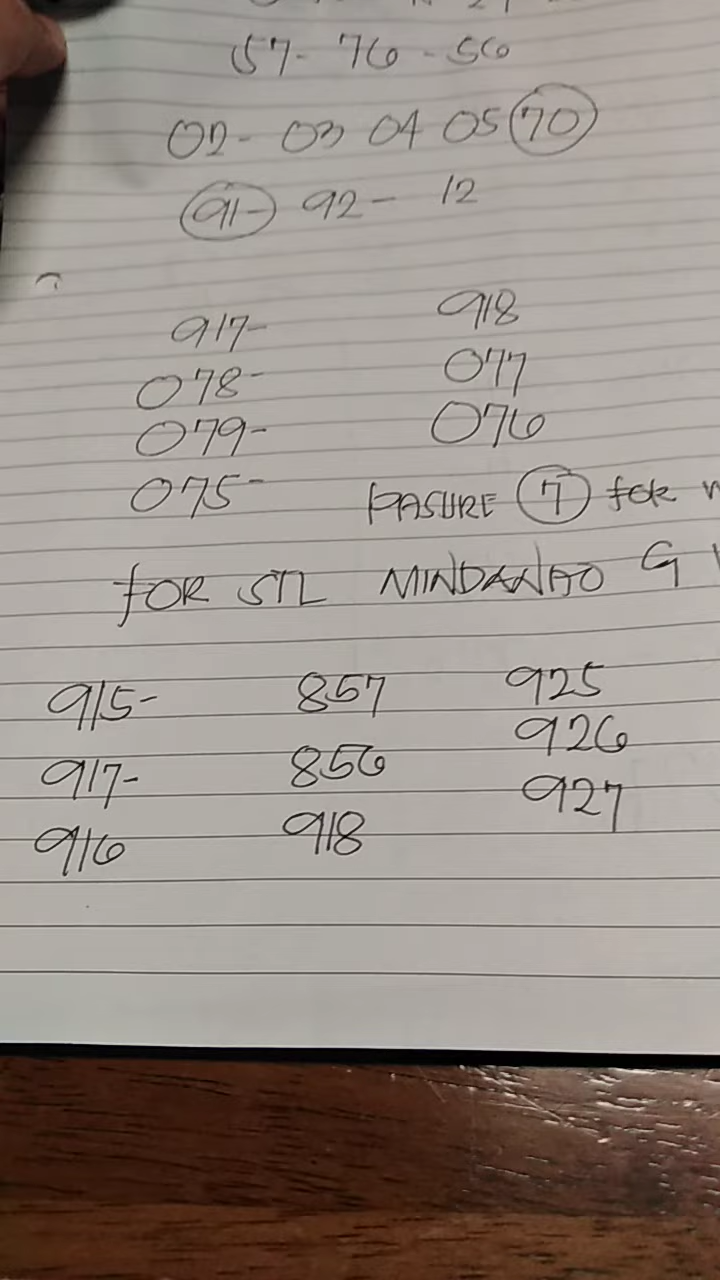 57- 76 - 56
02- 03 04 05 70
91- 92- 12
917- 918
078- 077
079- 076
075- PASURE 7 for
FOR STL MINDANAO G
915- 857 925
917- 856 926
916 918 927